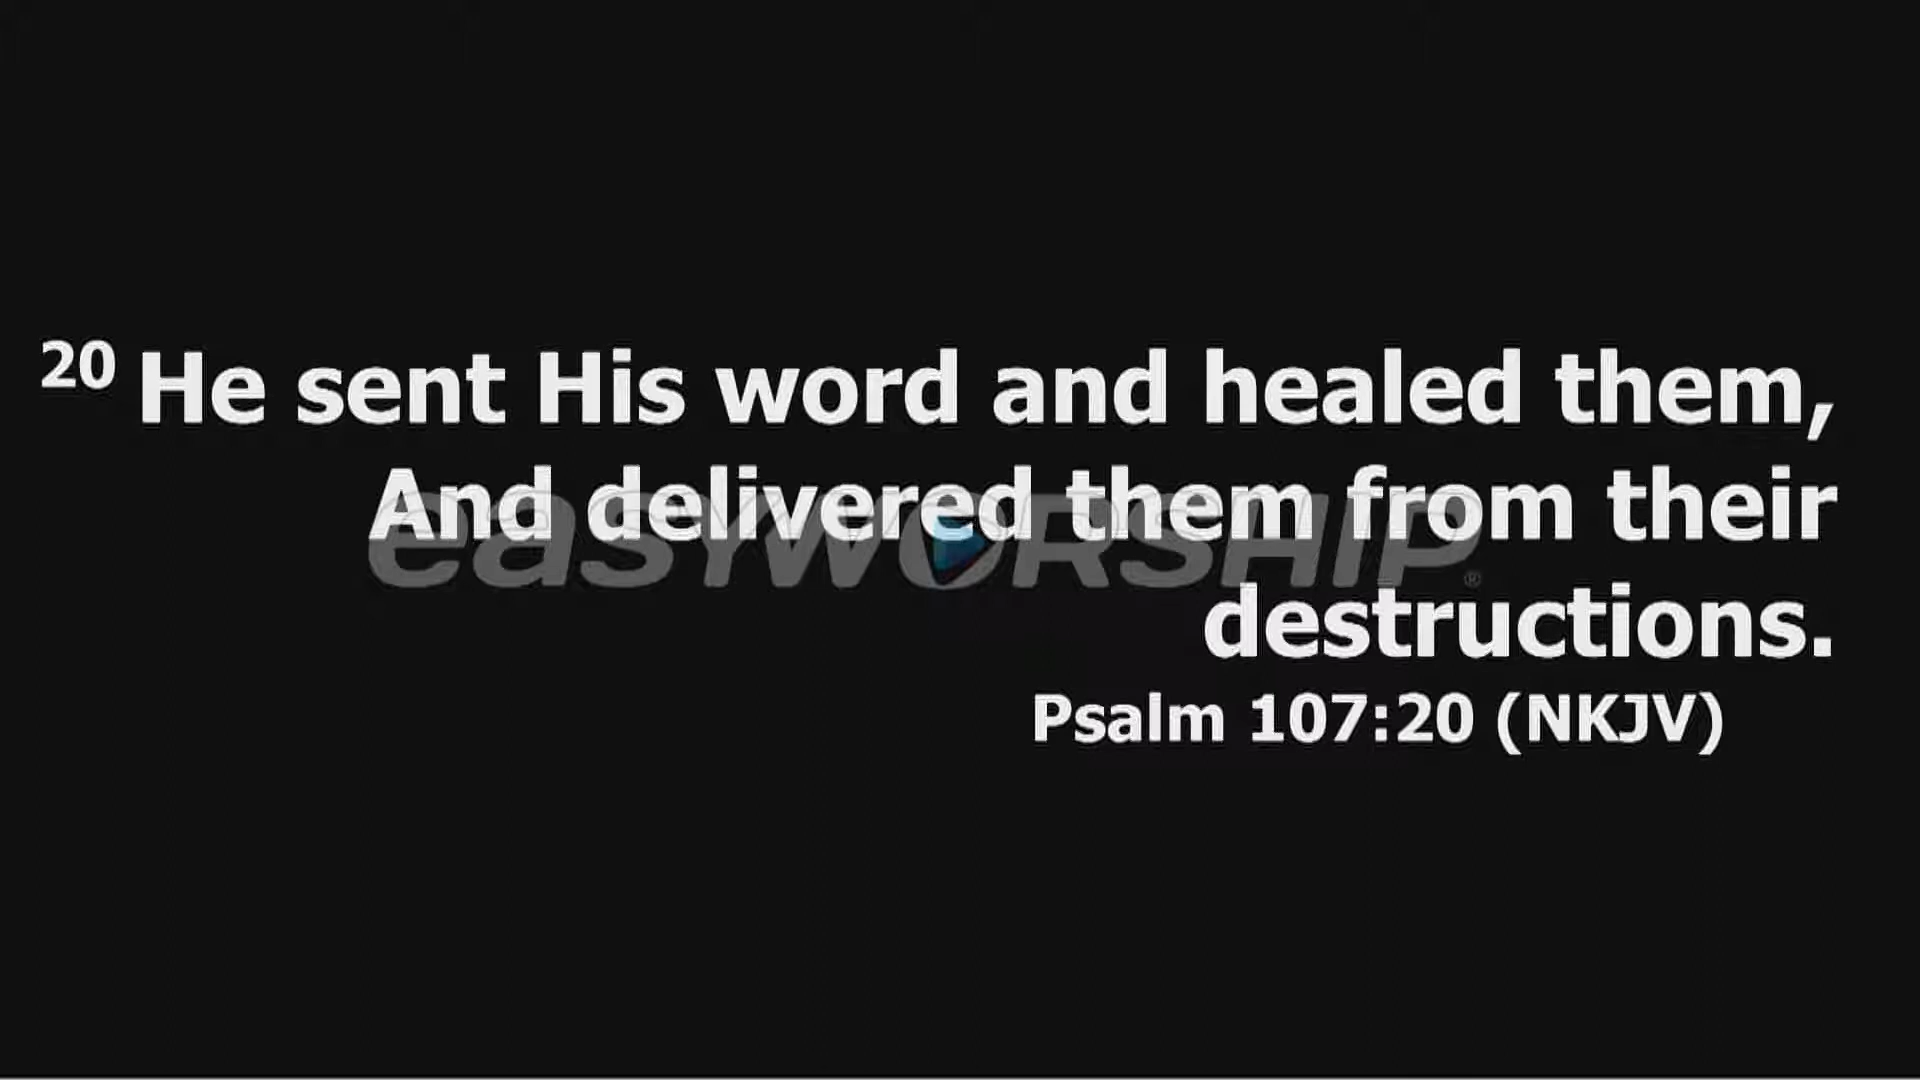 20 He sent His word and healed them,
And delivered them from their
easyWORSHIP®
destructions.
Psalm 107:20 (NKJV)